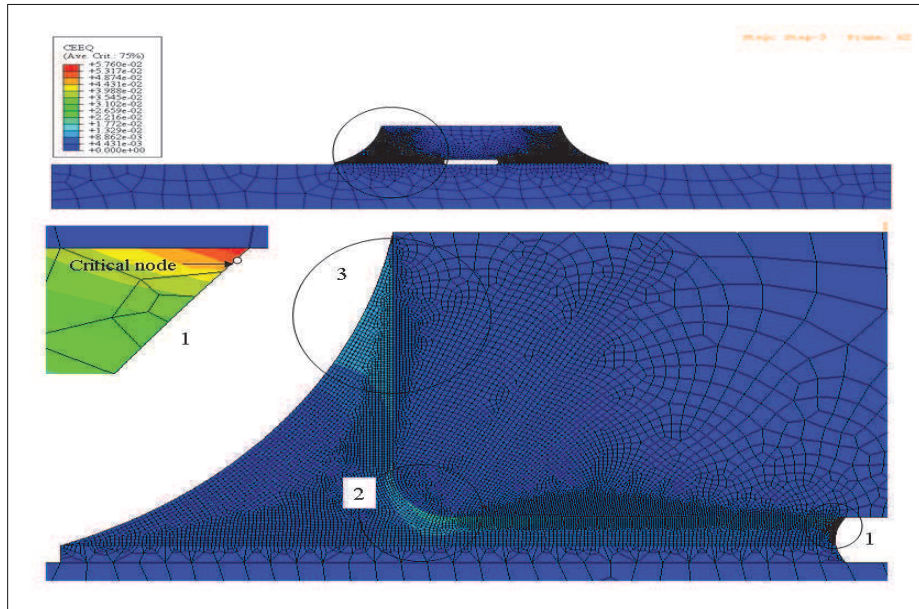 CEEQ
(Ave. Crit.: 75%)
+5.760e-02
+5.317e-02
+4.874e-02
+4.431e-02
+3.988e-02
+3.545e-02
+3.102e-02
+2.659e-02
+2.216e-02
+1.772e-02
+1.329e-02
+8.862e-03
+4.431e-03
+0.000e+00
Critical node
1
3
2
1